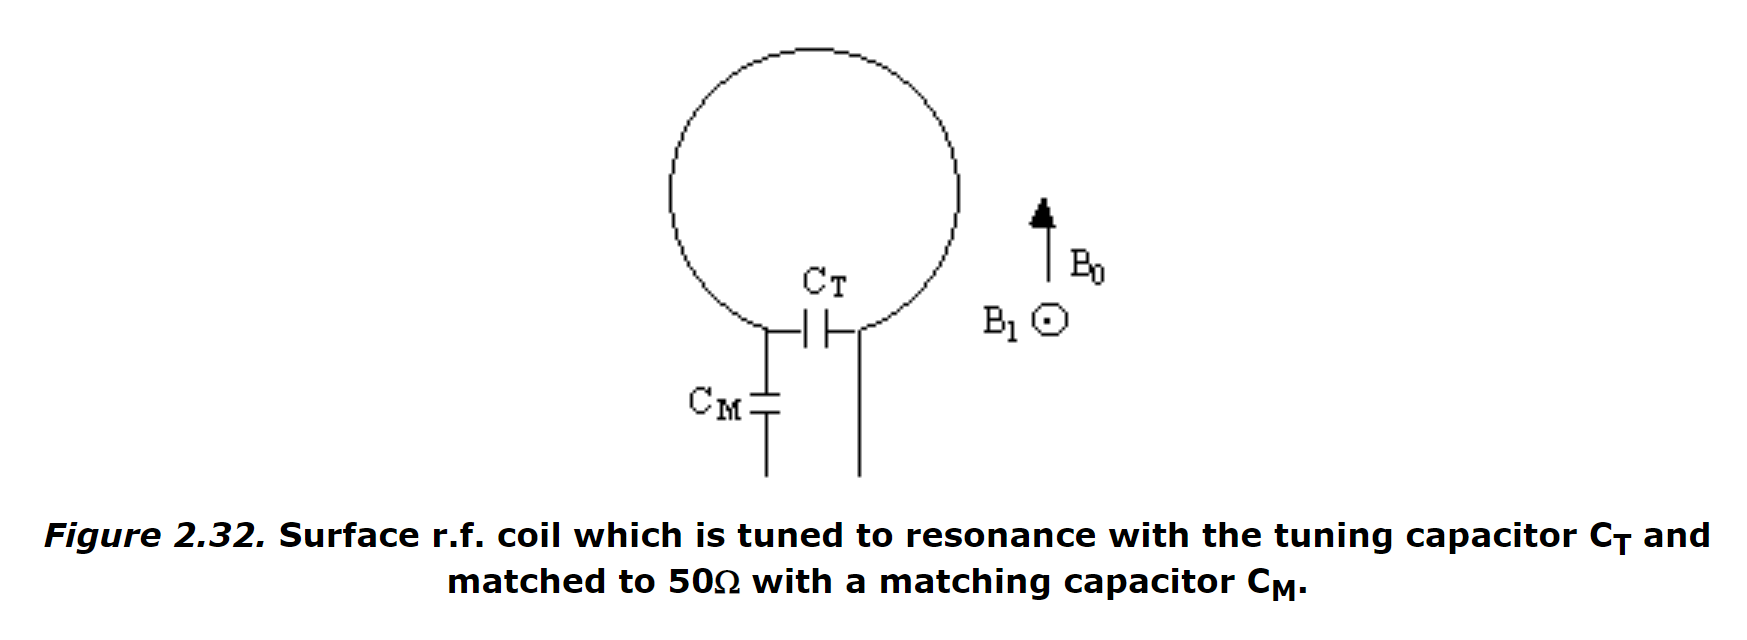 C_T
B_0
B_1
C_M
Figure 2.32. Surface r.f. coil which is tuned to resonance with the tuning capacitor C_T and
matched to 50Ω with a matching capacitor C_M.